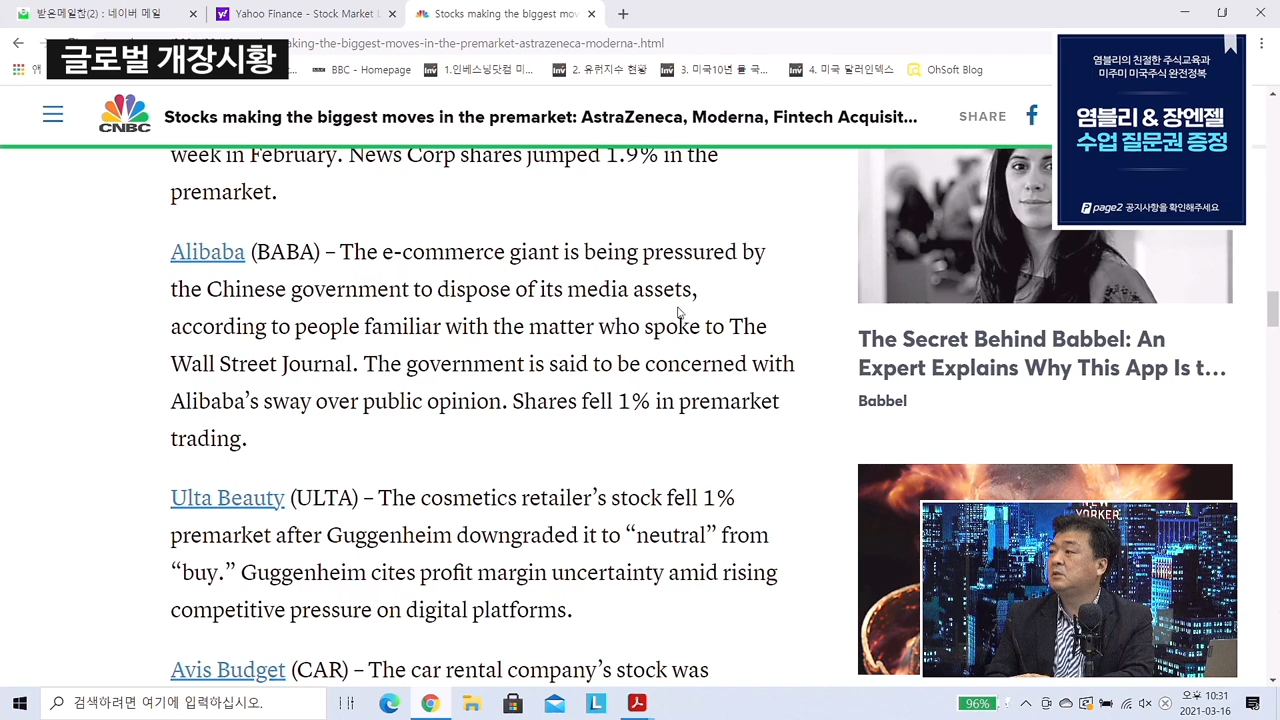 받은메일함(2) : 네이버 메일
Yahoo Finance - Stock Market L
Stocks making the biggest mov
글로벌 개장시황
aking-the-biggest-moves-in-the-premarket-astrazeneca-moderna-.html
BBC - Homepage
1.인베스팅닷컴 미...
2. 유뤼지수 현황
3. 미국10년 물 국...
4. 미국 달러인덱스
OhSoft Blog
CNBC
Stocks making the biggest moves in the premarket: AstraZeneca, Moderna, Fintech Acquisit...
SHARE
염블리의 친절한 주식교육과
미주미 미국주식 완전정복
염블리 & 장엔젤
수업 질문권 증정
page2 공지사항을 확인해주세요
week in February. News Corp shares jumped 1.9% in the
premarket.
Alibaba (BABA) – The e-commerce giant is being pressured by
the Chinese government to dispose of its media assets,
according to people familiar with the matter who spoke to The
Wall Street Journal. The government is said to be concerned with
Alibaba’s sway over public opinion. Shares fell 1% in premarket
trading.
Ulta Beauty (ULTA) – The cosmetics retailer’s stock fell 1%
premarket after Guggenheim downgraded it to “neutral” from
“buy.” Guggenheim cites profit margin uncertainty amid rising
competitive pressure on digital platforms.
Avis Budget (CAR) – The car rental company’s stock was
The Secret Behind Babbel: An
Expert Explains Why This App Is t...
Babbel
YORKER
검색하려면 여기에 입력하십시오.
96%
오후 10:31
2021-03-16